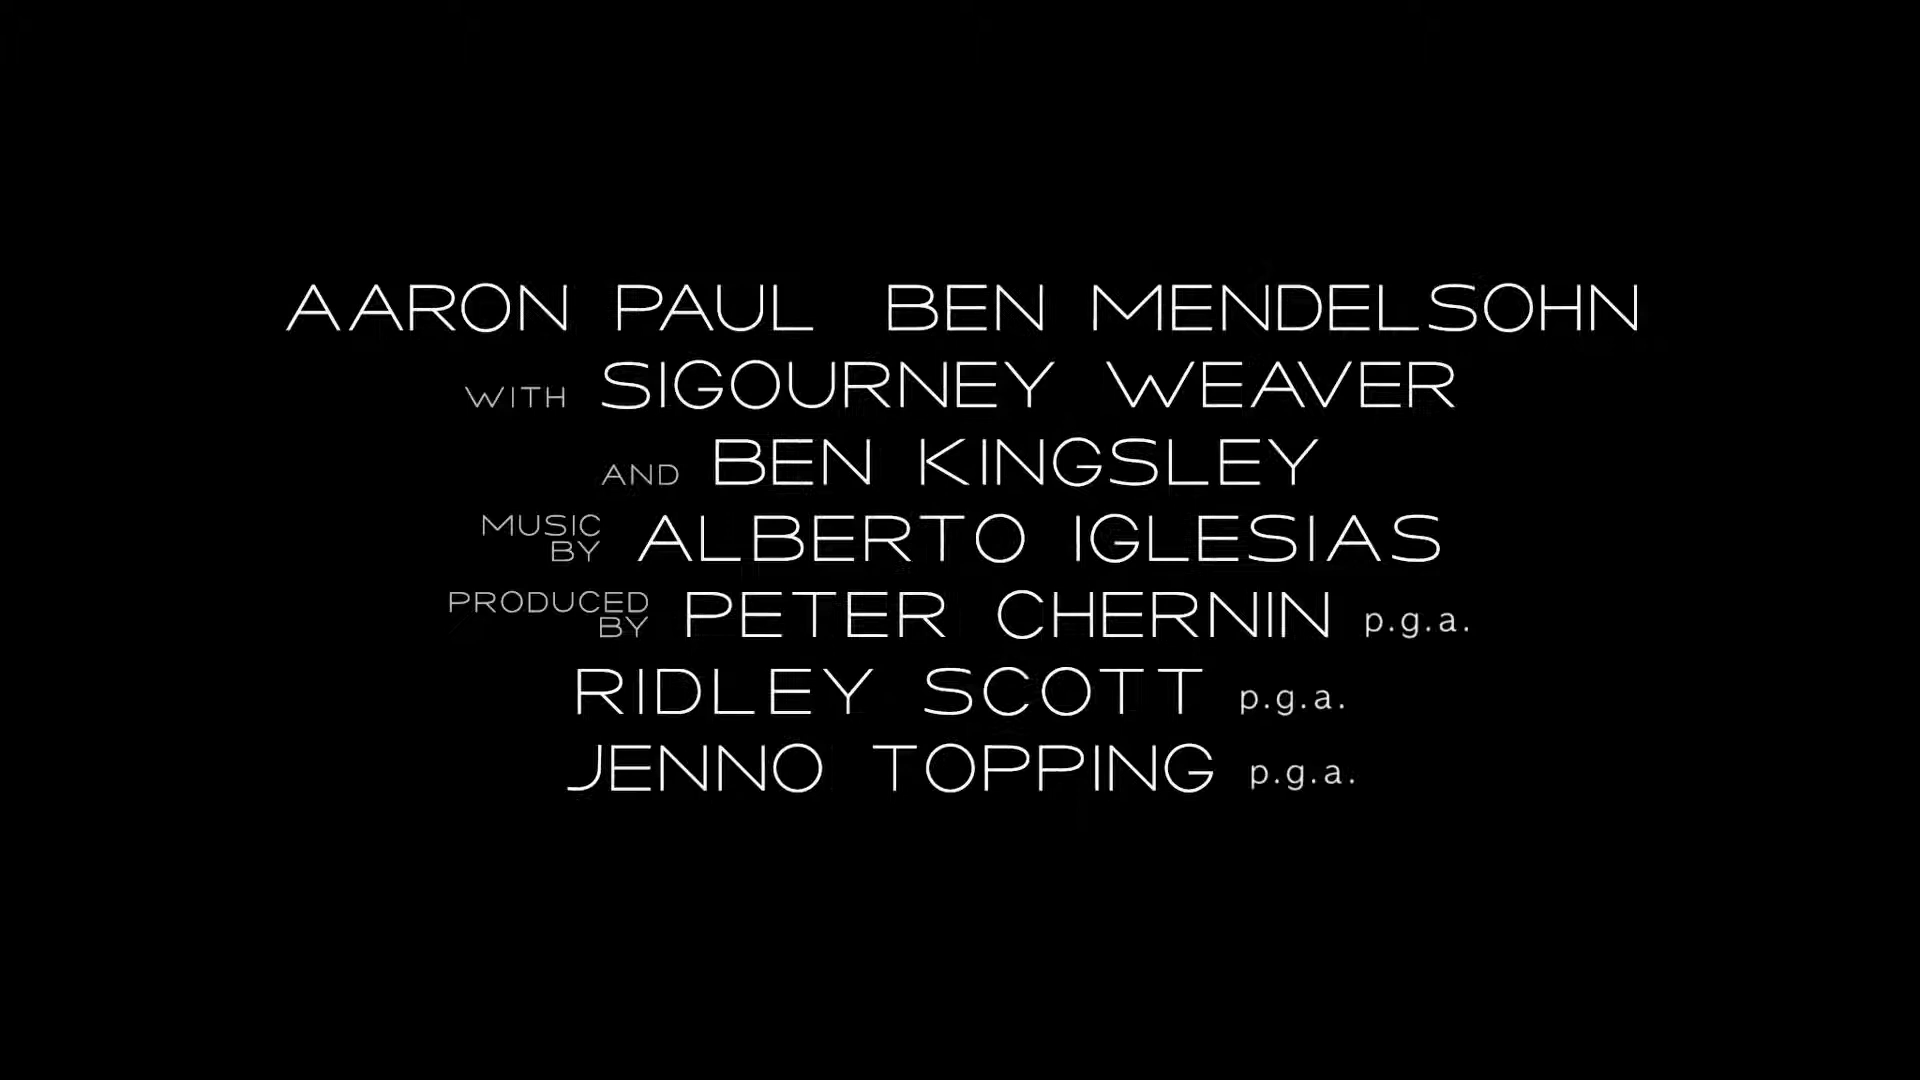 AARON PAUL BEN MENDELSOHN
WITH SIGOURNEY WEAVER
AND BEN KINGSLEY
MUSIC BY ALBERTO IGLESIAS
PRODUCED BY PETER CHERNIN p.g.a.
RIDLEY SCOTT p.g.a.
JENNO TOPPING p.g.a.